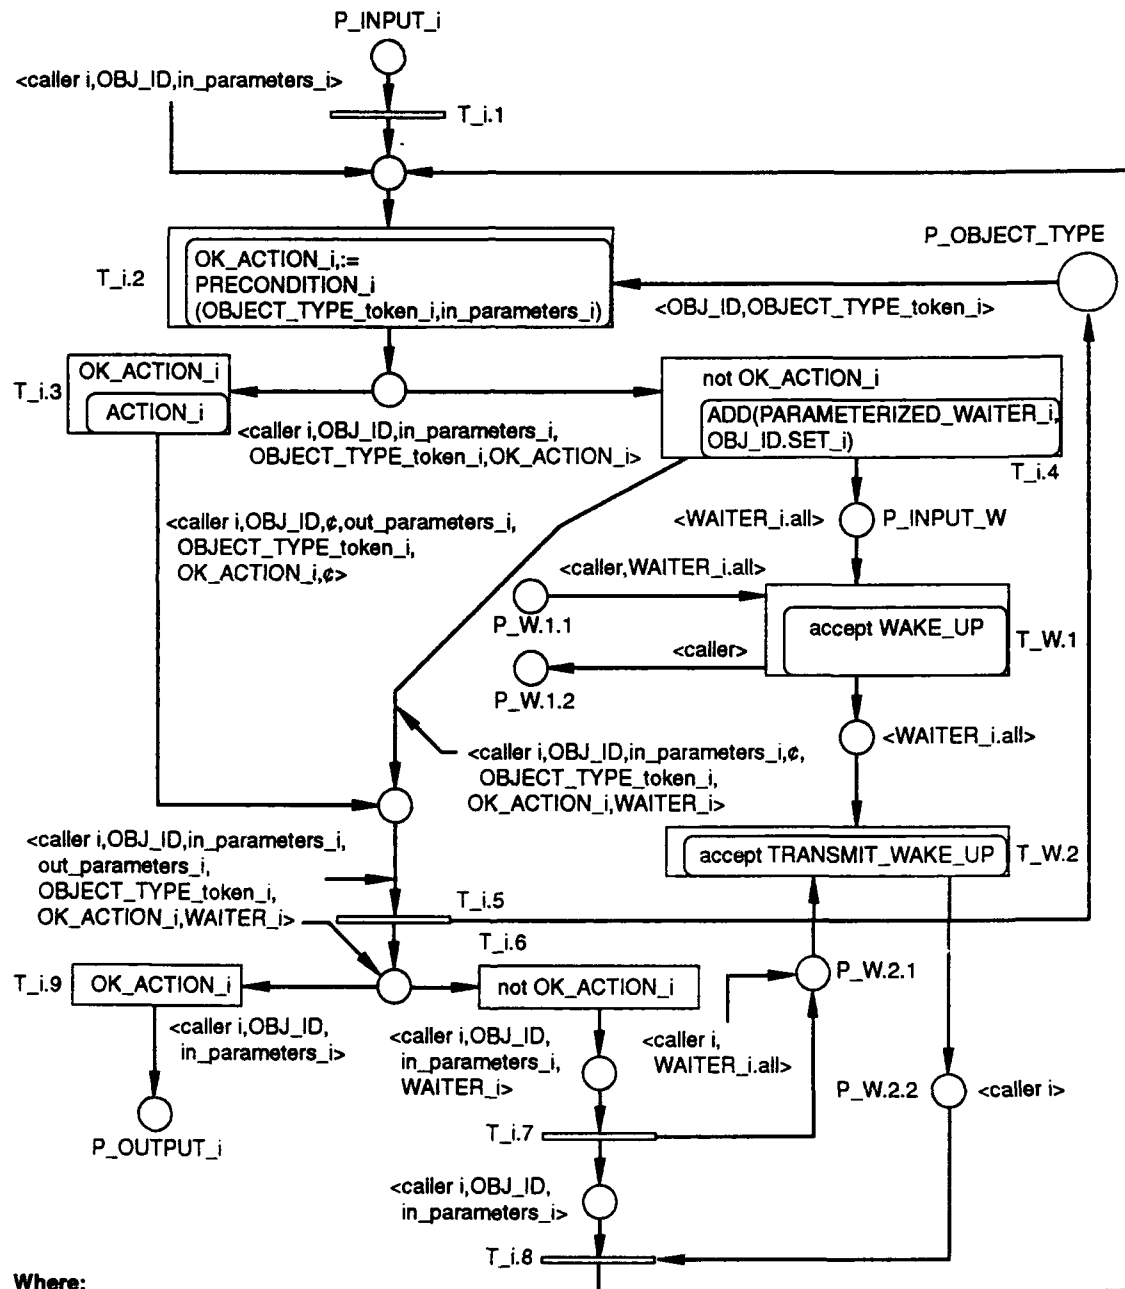 P_INPUT_i
<caller i,OBJ_ID,in_parameters_i>
T_i.1
P_OBJECT_TYPE
T_i.2
OK_ACTION_i,:=
PRECONDITION_i
(OBJECT_TYPE_token_i,in_parameters_i)
<OBJ_ID,OBJECT_TYPE_token_i>
T_i.3
OK_ACTION_i
ACTION_i
<caller i,OBJ_ID,in_parameters_i,
OBJECT_TYPE_token_i,OK_ACTION_i>
not OK_ACTION_i
ADD(PARAMETERIZED_WAITER_i,
OBJ_ID.SET_i)
T_i.4
<caller i,OBJ_ID,¢,out_parameters_i,
OBJECT_TYPE_token_i,
OK_ACTION_i,¢>
<WAITER_i.all>
P_INPUT_W
<caller,WAITER_i.all>
P_W.1.1
accept WAKE_UP
T_W.1
<caller>
P_W.1.2
<WAITER_i.all>
<caller i,OBJ_ID,in_parameters_i,¢,
OBJECT_TYPE_token_i,
OK_ACTION_i,WAITER_i>
<caller i,OBJ_ID,in_parameters_i,
out_parameters_i,
OBJECT_TYPE_token_i,
OK_ACTION_i,WAITER_i>
accept TRANSMIT_WAKE_UP
T_W.2
T_i.5
T_i.6
T_i.9
OK_ACTION_i
not OK_ACTION_i
P_W.2.1
<caller i,OBJ_ID,
in_parameters_i>
<caller i,OBJ_ID,
in_parameters_i,
WAITER_i>
<caller i,
WAITER_i.all>
P_W.2.2
<caller i>
P_OUTPUT_i
T_i.7
<caller i,OBJ_ID,
in_parameters_i>
T_i.8
Where: